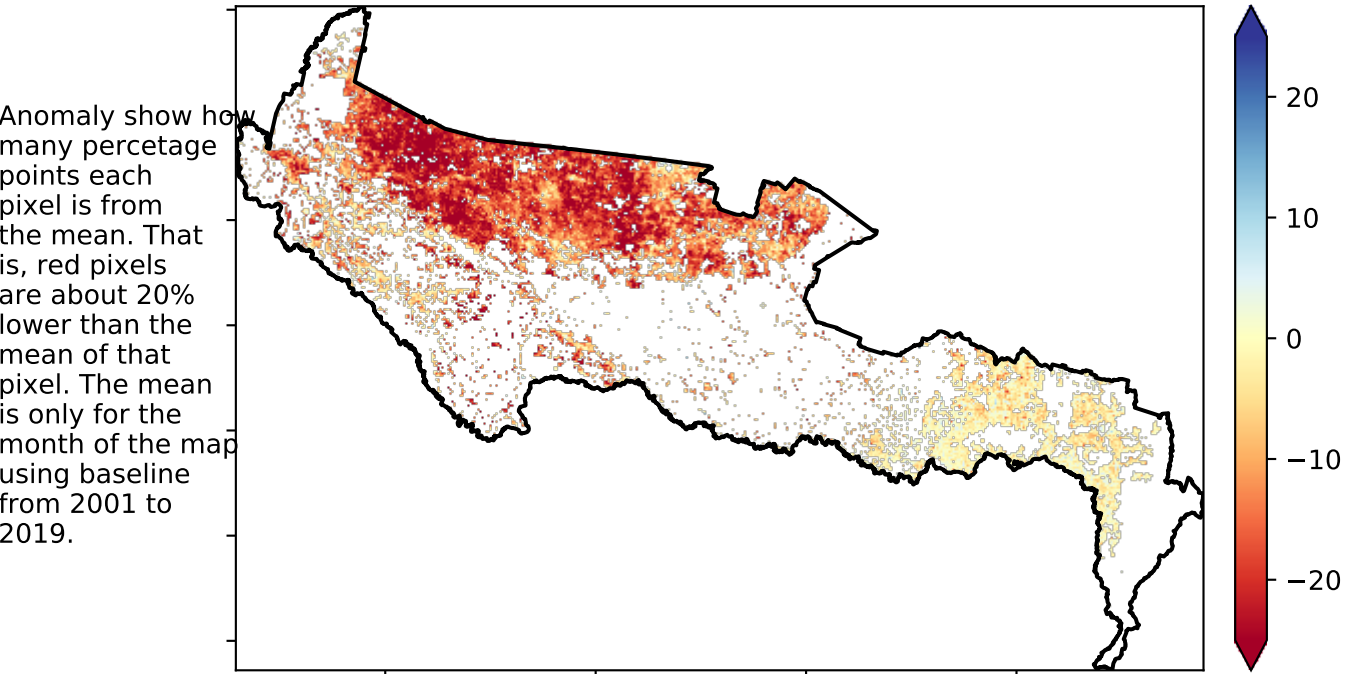 Anomaly show how
many percetage
points each
pixel is from
the mean. That
is, red pixels
are about 20%
lower than the
mean of that
pixel. The mean
is only for the
month of the map
using baseline
from 2001 to
2019.
20
10
0
−10
−20